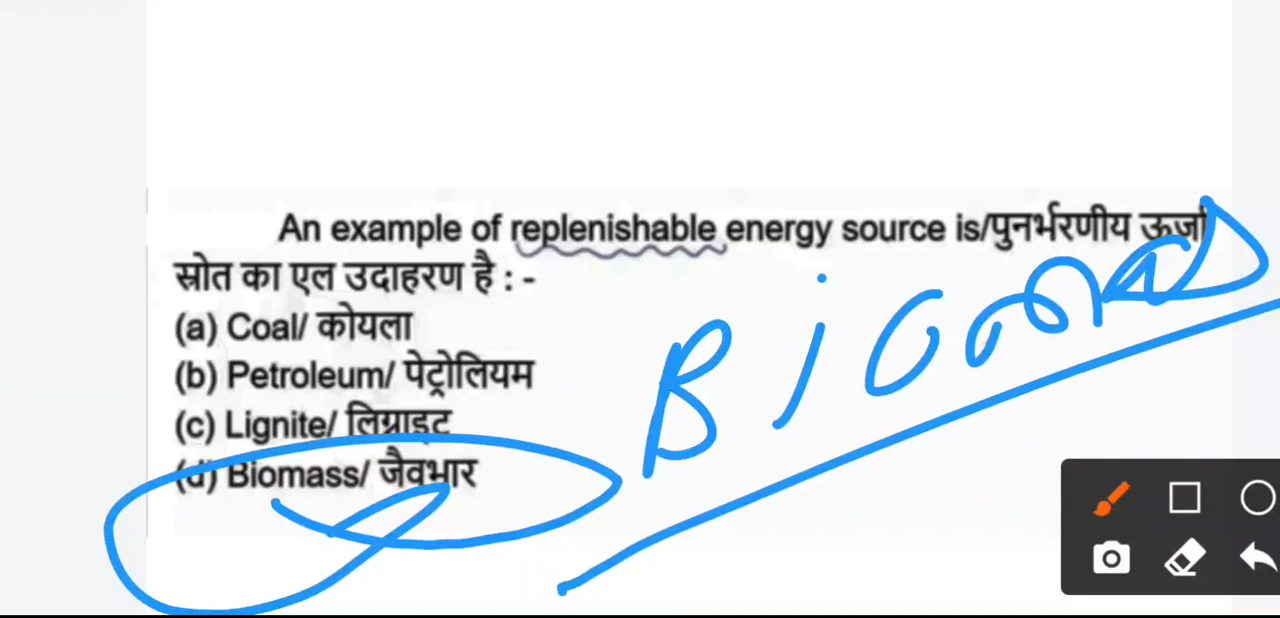 An example of replenishable energy source is/पुनर्भरणीय ऊर्जा
स्रोत का एल उदाहरण है : -
(a) Coal/ कोयला
(b) Petroleum/ पेट्रोलियम
(c) Lignite/ लिग्नाइट
(d) Biomass/ जैवभार
Biomas